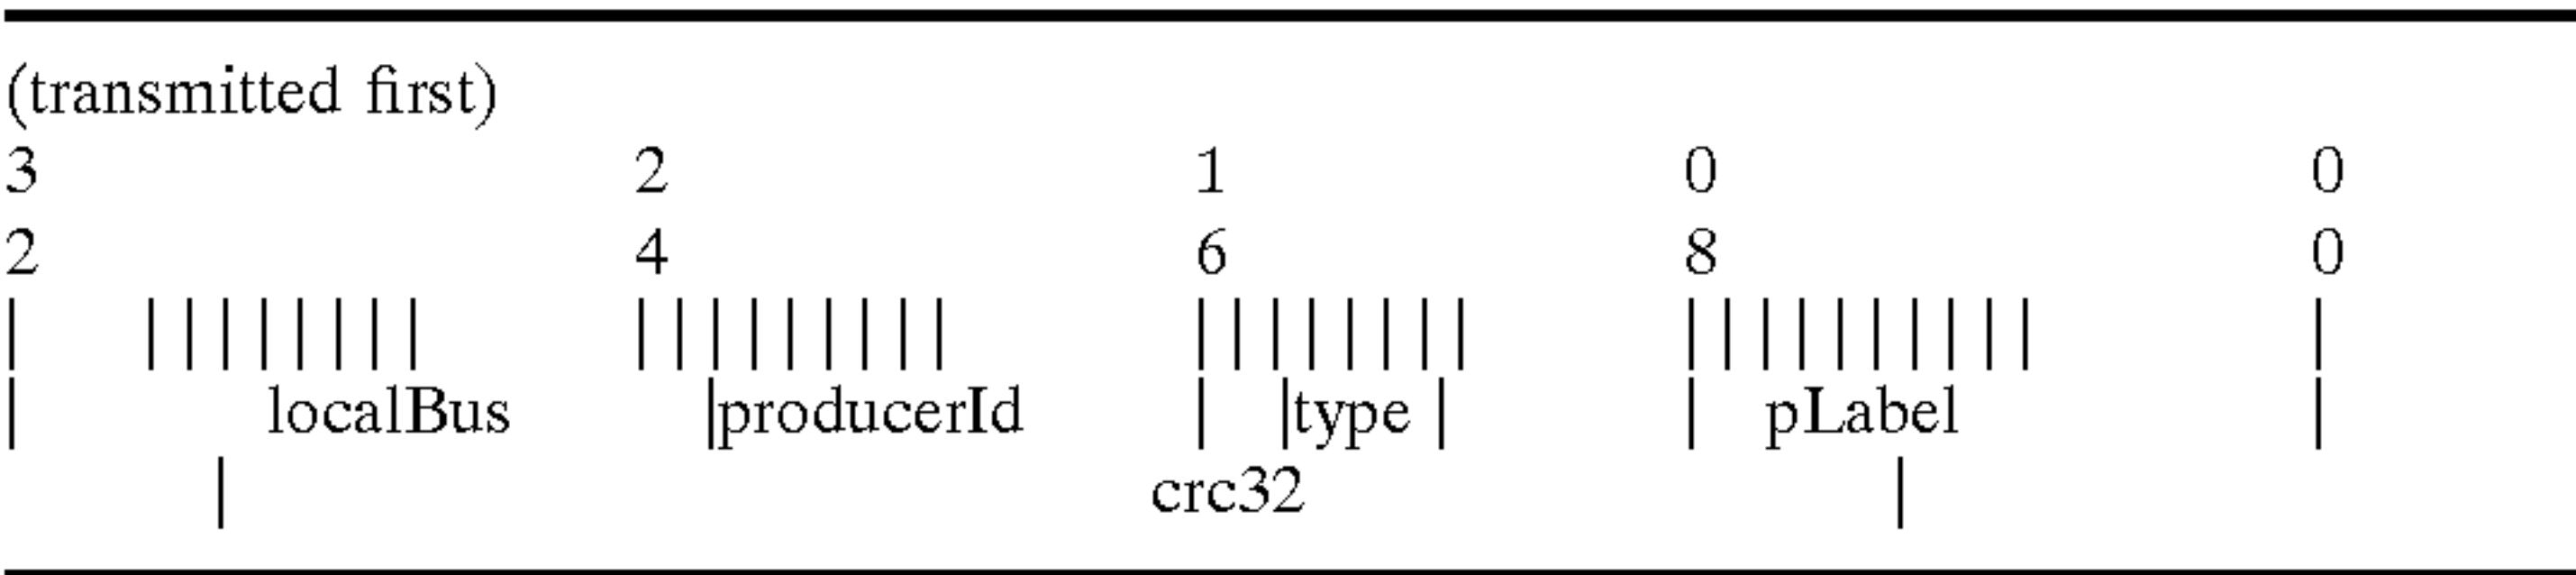 (transmitted first)
3 2 1 0 0
2 4 6 8 0
| | | | | | | | | | | | | | | | | | | | | | | | | | | | | | | | | | | | |
| localBus |producerId | |type | | pLabel |
| crc32 |